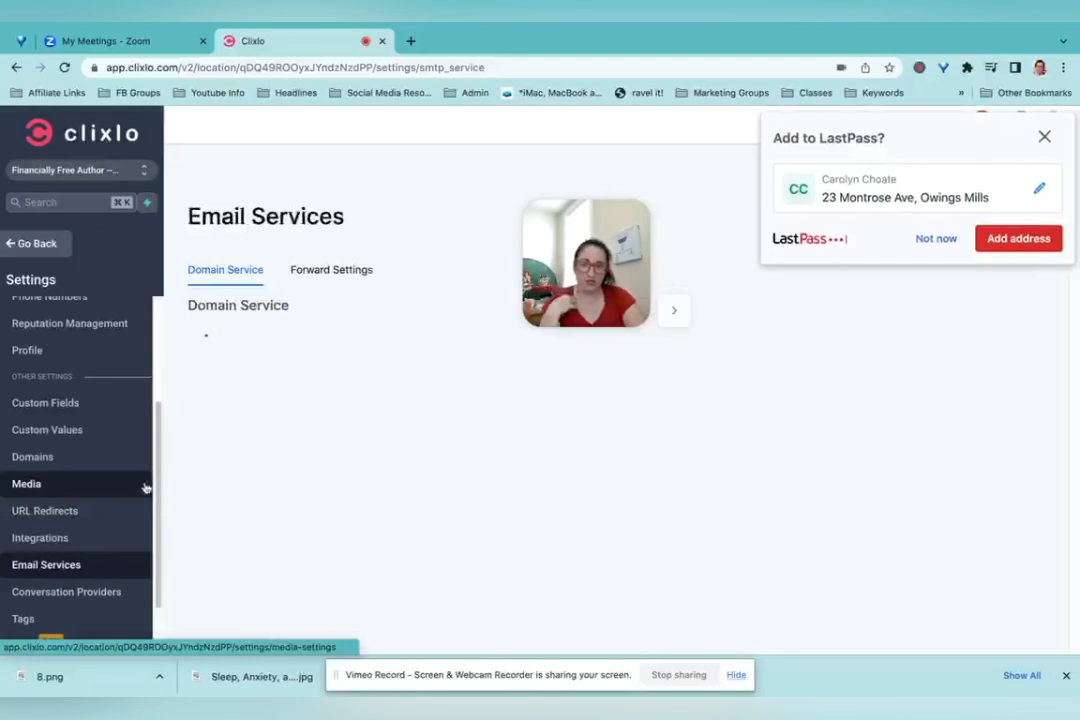 My Meetings - Zoom
Clixlo
app.clixlo.com/v2/location/qDQ49ROOyxJYndzNzdPP/settings/smtp_service
Affiliate Links
FB Groups
Youtube Info
Headlines
Social Media Reso...
Admin
*iMac, MacBook a...
ravel it!
Marketing Groups
Classes
Keywords
»
Other Bookmarks
clixlo
Financially Free Author --...
Search
⌘ K
Go Back
Settings
Phone Numbers
Reputation Management
Profile
OTHER SETTINGS
Custom Fields
Custom Values
Domains
Media
URL Redirects
Integrations
Email Services
Conversation Providers
Tags
Email Services
Domain Service
Forward Settings
Domain Service
Add to LastPass?
CC
Carolyn Choate
23 Montrose Ave, Owings Mills
LastPass
Not now
Add address
app.clixlo.com/v2/location/qDQ49ROOyxJYndzNzdPP/settings/media-settings
8.png
Sleep, Anxiety, a....jpg
Vimeo Record - Screen & Webcam Recorder is sharing your screen.
Stop sharing
Hide
Show All